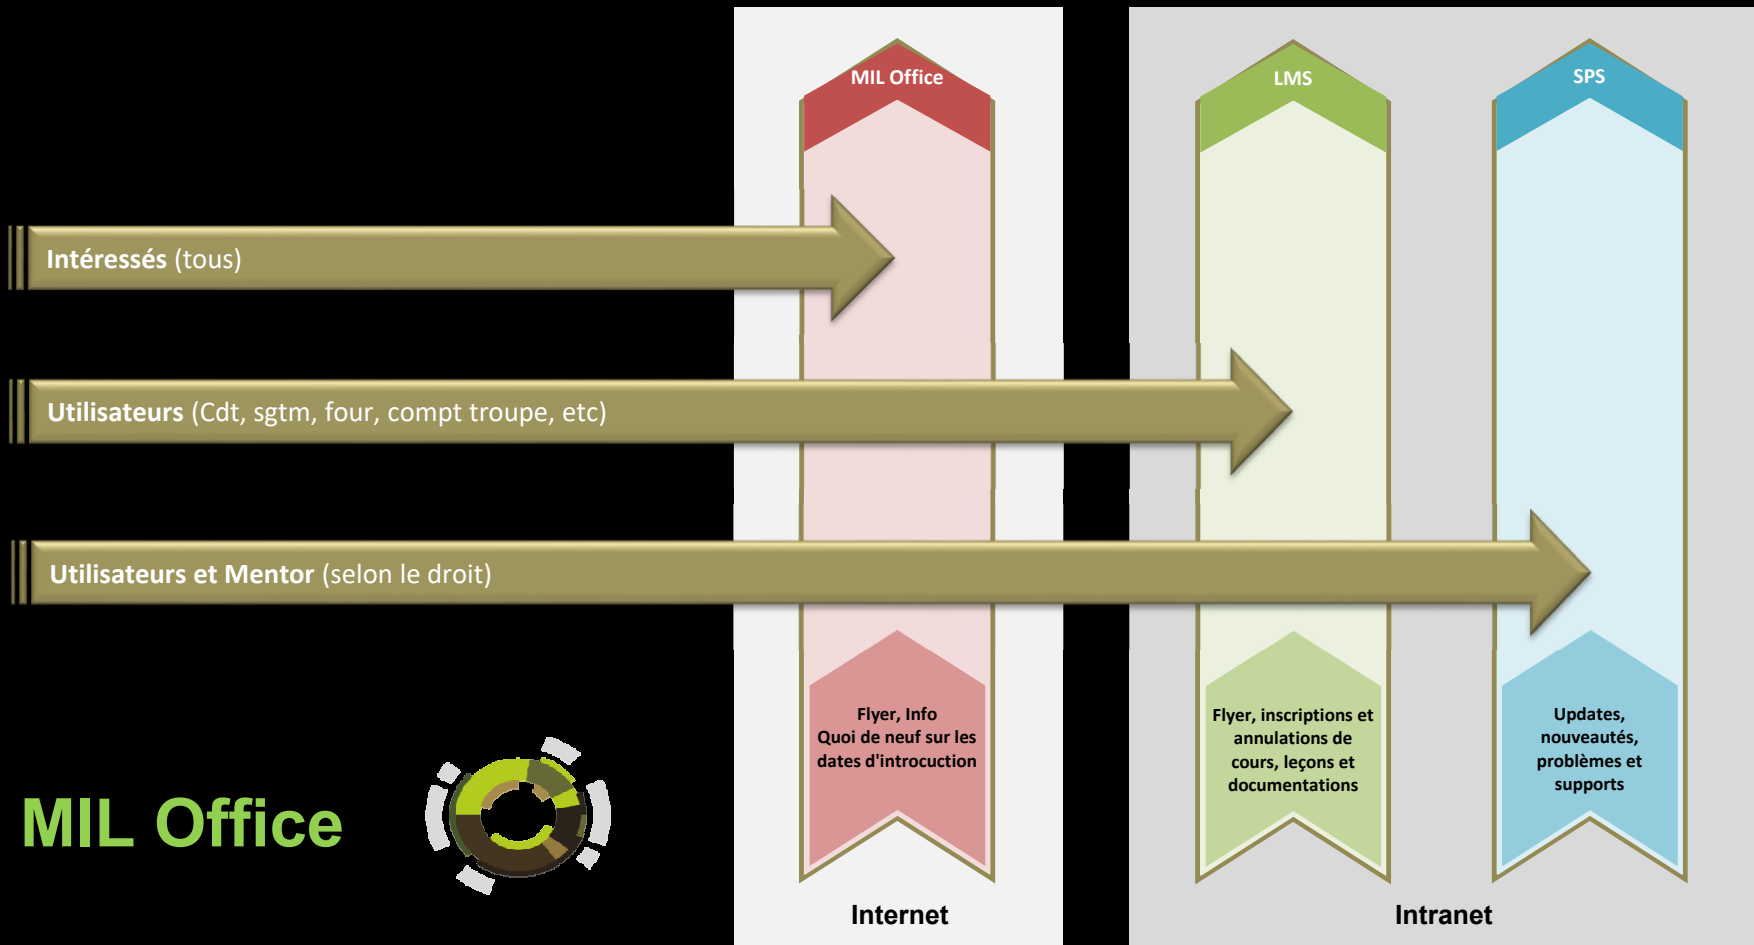 MIL Office
LMS
SPS
Intéressés (tous)
Utilisateurs (Cdt, sgtm, four, compt troupe, etc)
Utilisateurs et Mentor (selon le droit)
Flyer, Info
Quoi de neuf sur les
dates d'introcuction
Flyer, inscriptions et
annulations de
cours, leçons et
documentations
Updates,
nouveautés,
problèmes et
supports
MIL Office
Internet
Intranet